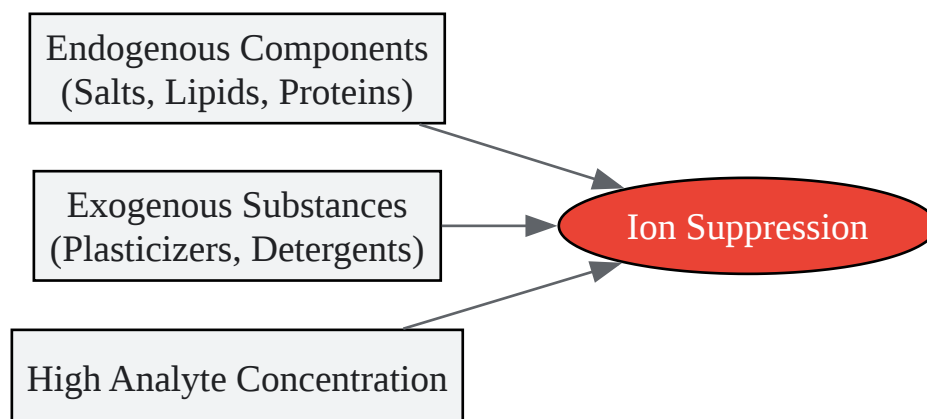 Endogenous Components
(Salts, Lipids, Proteins)
Exogenous Substances
(Plasticizers, Detergents)
Ion Suppression
High Analyte Concentration